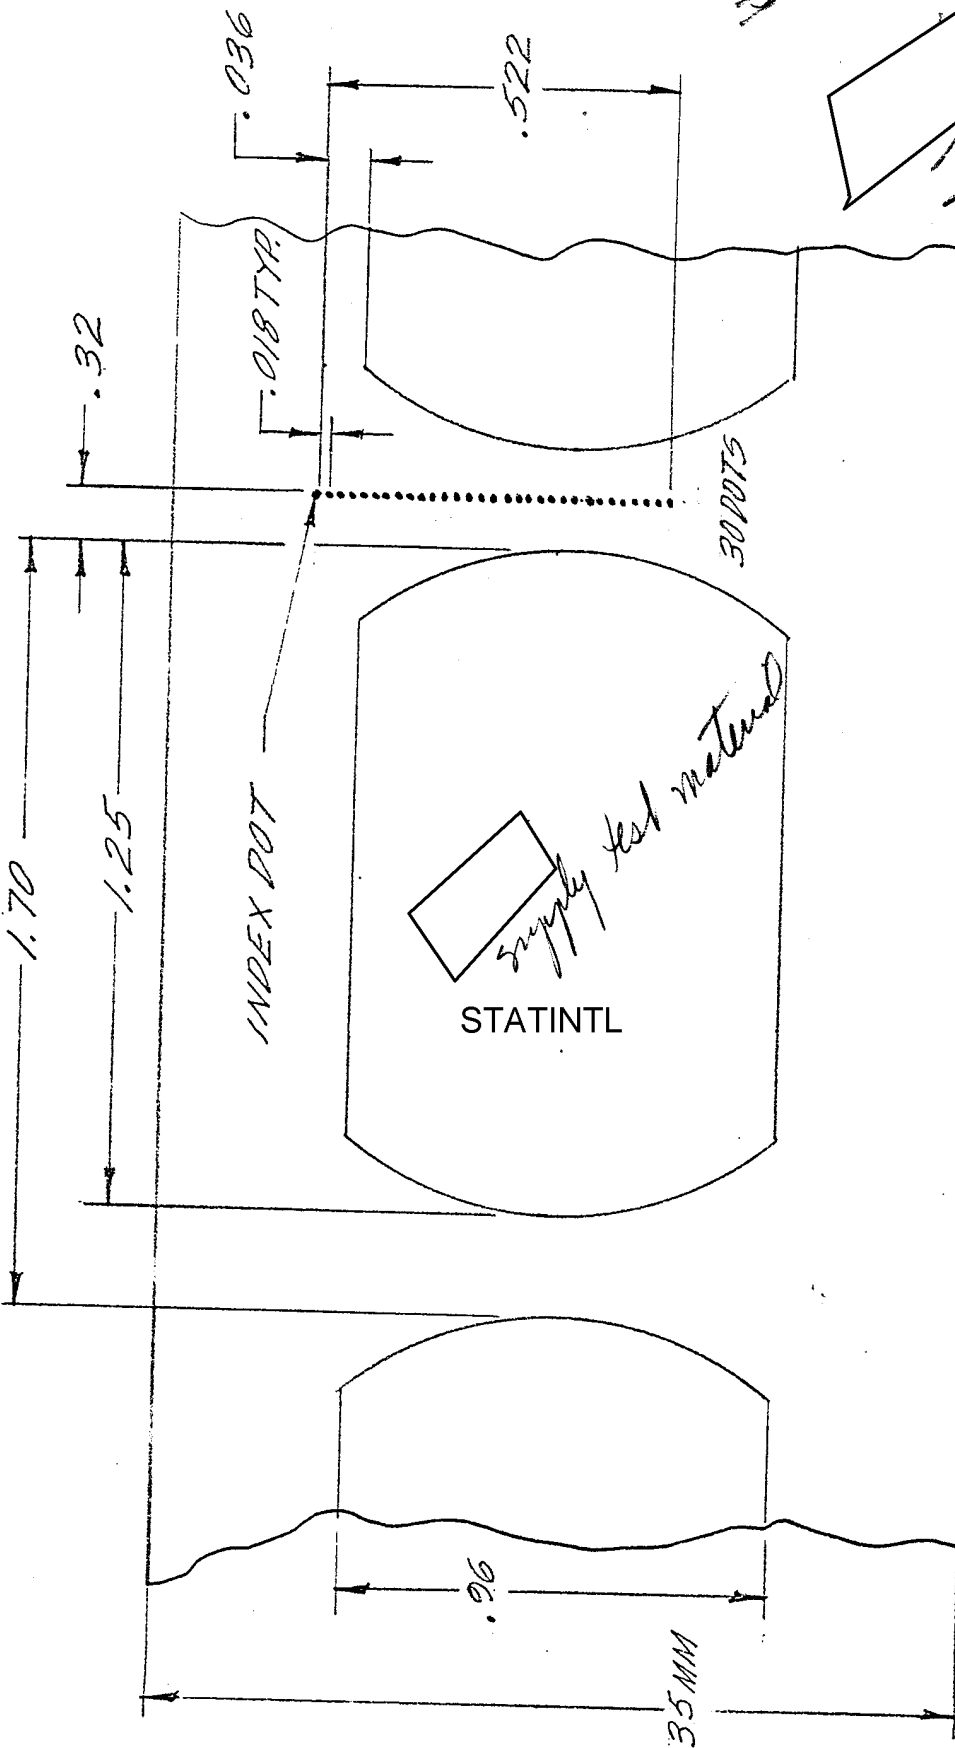 1.70
1.25
.32
.036
.018 TYP.
.522
INDEX DOT
30 DOTS
supply test material
STATINTL
.96
35 MM